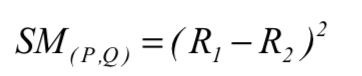 SM₍P,Q₎ = (R₁ − R₂)²